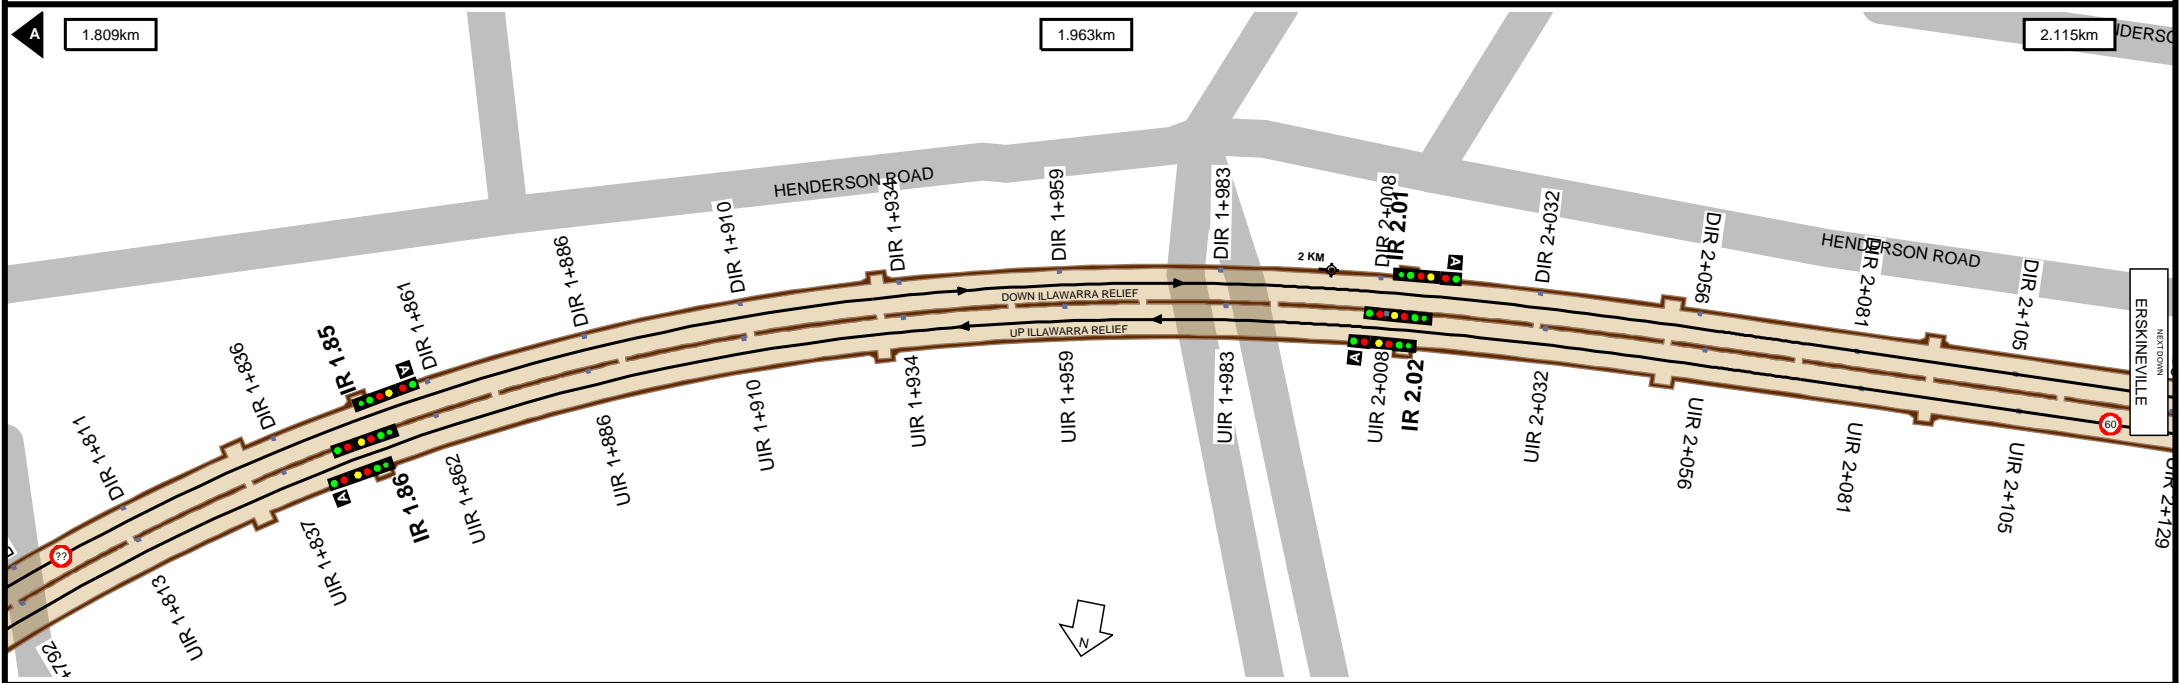 A
1.809km
1.963km
2.115km
HENDERSON ROAD
HENDERSON ROAD
DIR 1+811
DIR 1+836
IR 1.85
A
DIR 1+861
DIR 1+886
DIR 1+910
DIR 1+934
DIR 1+959
DIR 1+983
2 KM
DIR 2+008
IR 2.01
A
DIR 2+032
DIR 2+056
DIR 2+081
DIR 2+105
DOWN ILLAWARRA RELIEF
UP ILLAWARRA RELIEF
??
60
ERSKINEVILLE
NEXT DOWN
+792
UIR 1+813
UIR 1+837
A
IR 1.86
UIR 1+862
UIR 1+886
UIR 1+910
UIR 1+934
UIR 1+959
UIR 1+983
A
UIR 2+008
IR 2.02
UIR 2+032
UIR 2+056
UIR 2+081
UIR 2+105
UIR 2+129
N